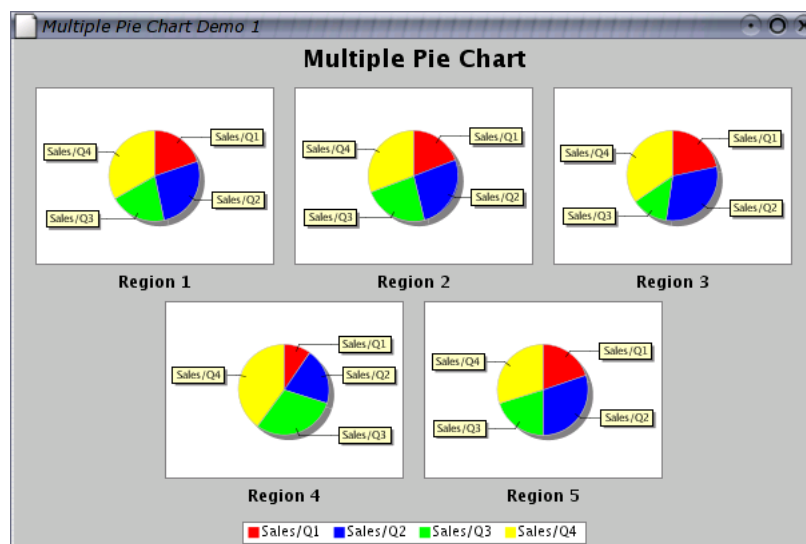 Multiple Pie Chart Demo 1
Multiple Pie Chart
Sales/Q1
Sales/Q4
Sales/Q2
Sales/Q3
Region 1
Sales/Q1
Sales/Q4
Sales/Q2
Sales/Q3
Region 2
Sales/Q1
Sales/Q4
Sales/Q2
Sales/Q3
Region 3
Sales/Q1
Sales/Q4
Sales/Q2
Sales/Q3
Region 4
Sales/Q1
Sales/Q4
Sales/Q2
Sales/Q3
Region 5
Sales/Q1 Sales/Q2 Sales/Q3 Sales/Q4